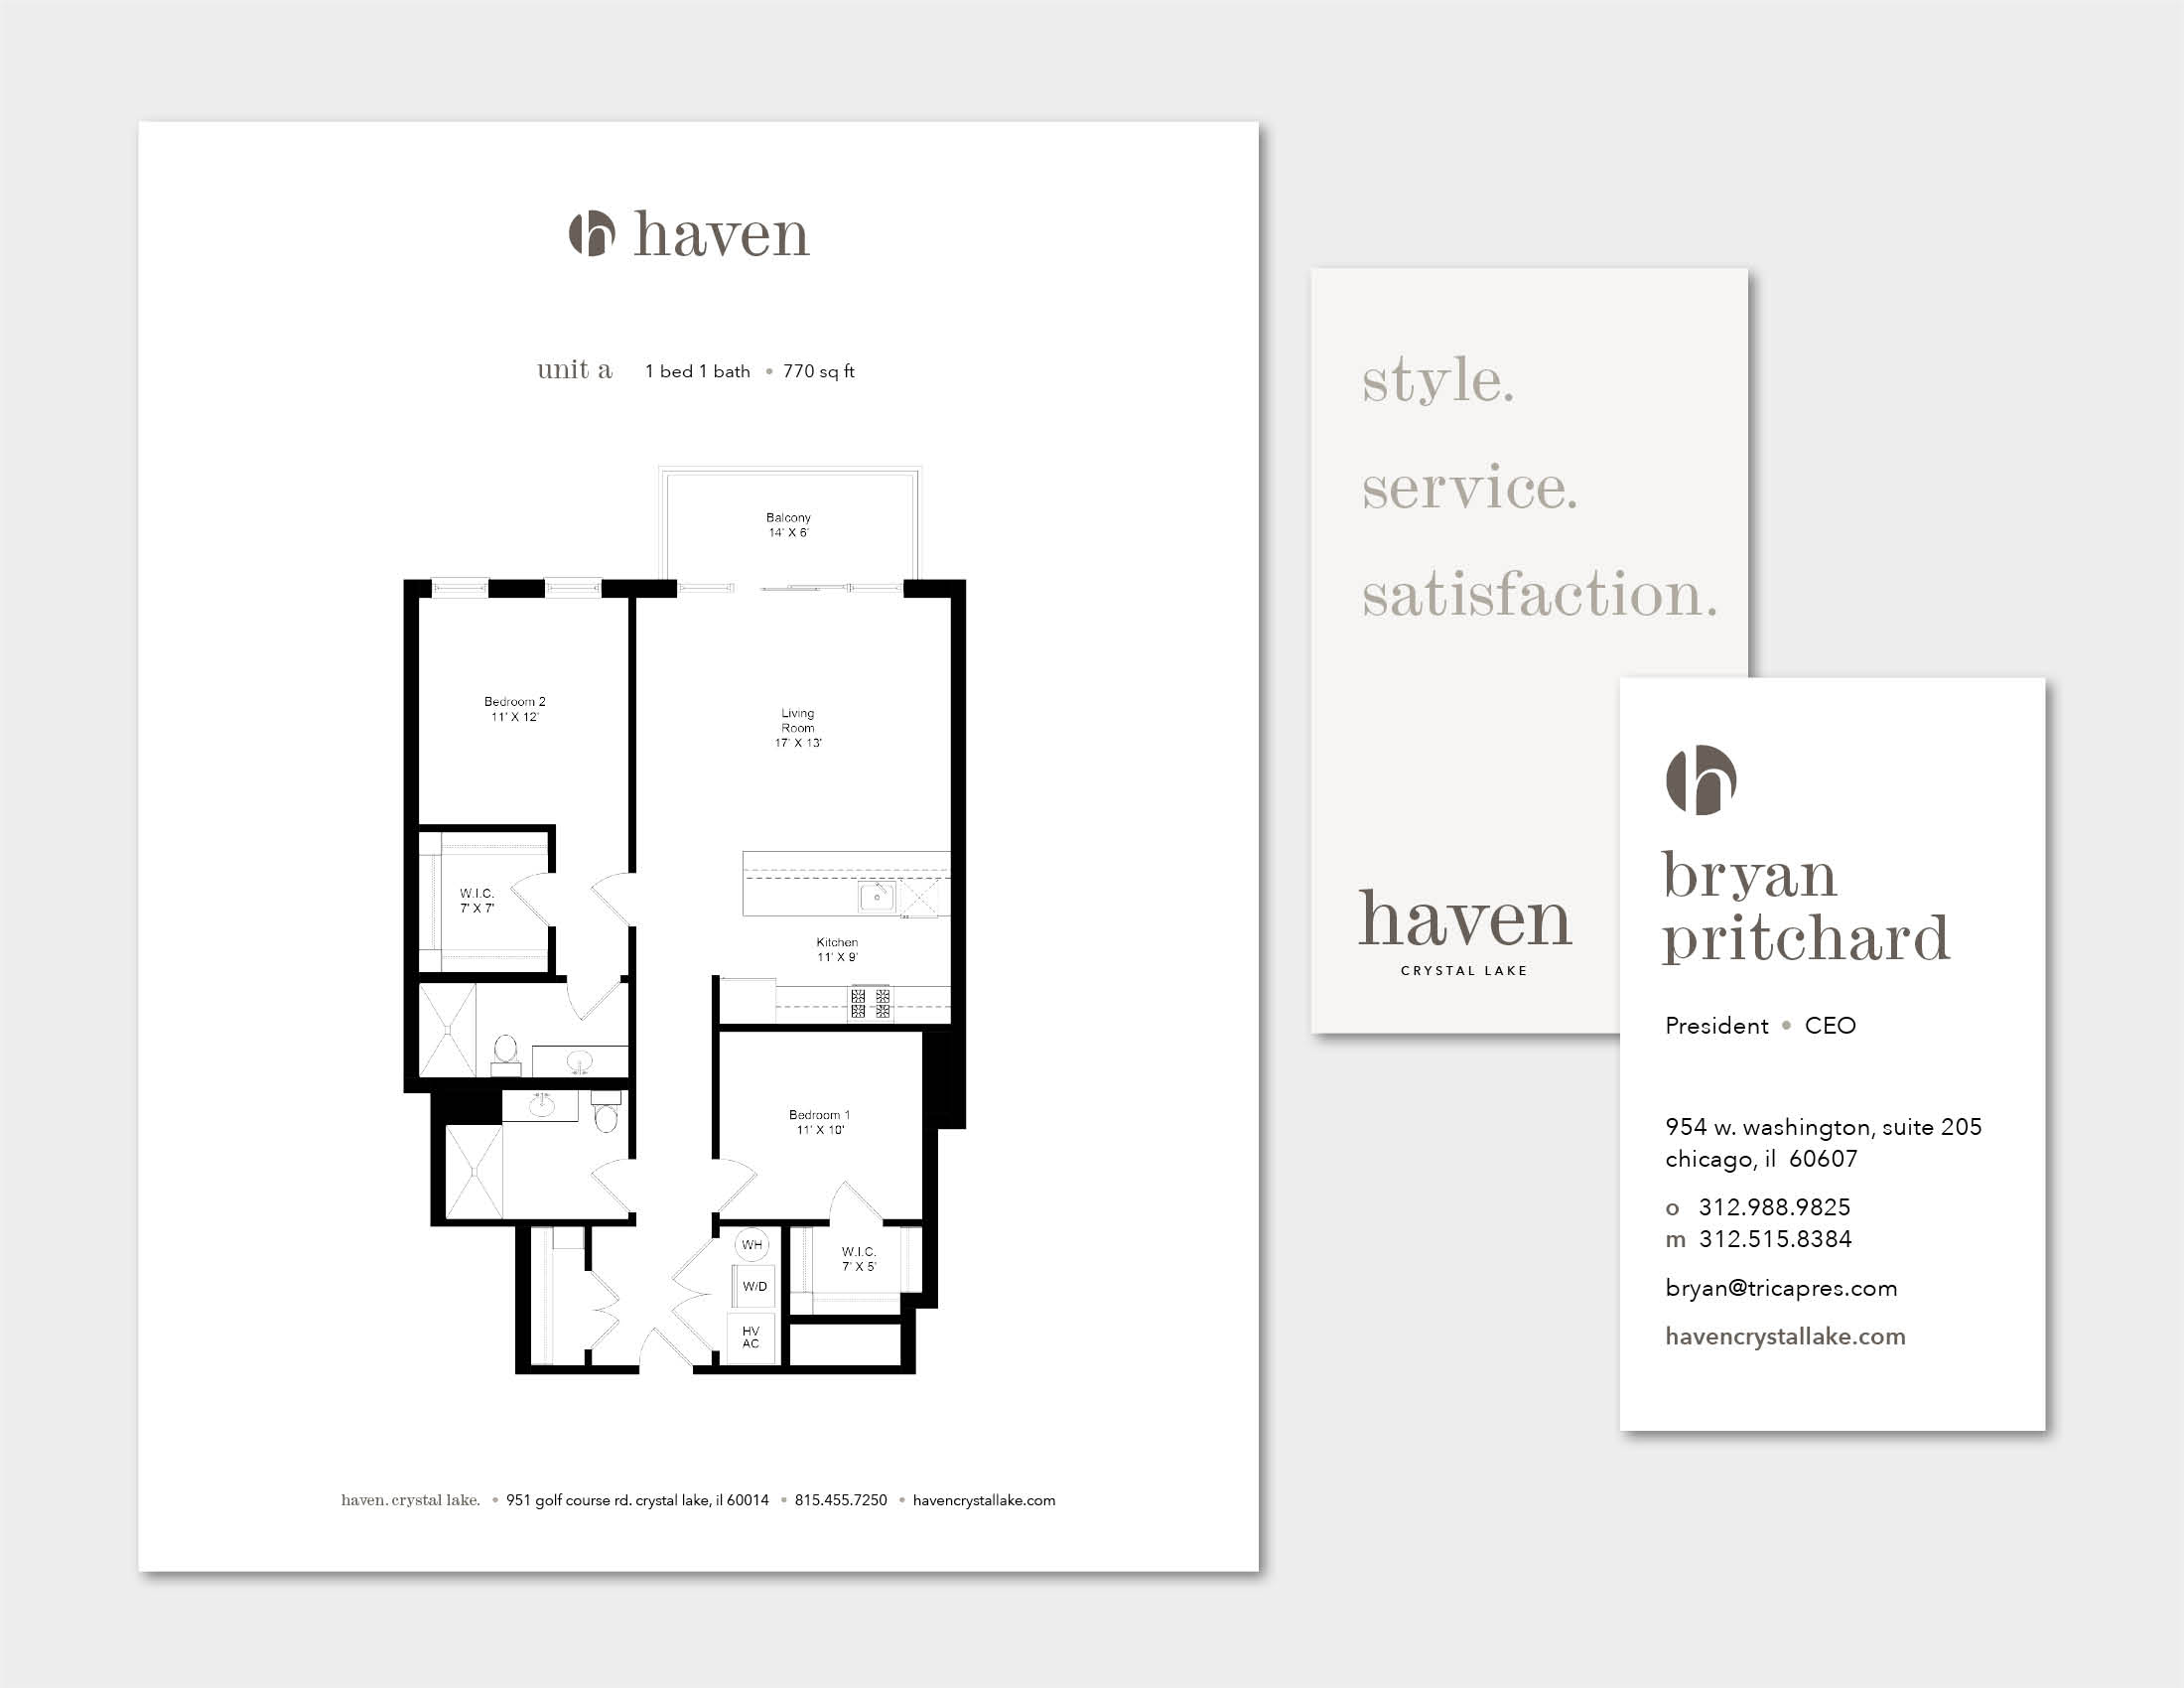 haven
unit a 1 bed 1 bath • 770 sq ft
Balcony
14' X 6'
Bedroom 2
11' X 12'
Living
Room
17' X 13'
W.I.C.
7' X 7'
Kitchen
11' X 9'
Bedroom 1
11' X 10'
WH
W/D
HV
AC
W.I.C.
7' X 5'
haven. crystal lake. • 951 golf course rd. crystal lake, il 60014 • 815.455.7250 • havencrystallake.com
style.
service.
satisfaction.
haven
CRYSTAL LAKE
h
bryan
pritchard
President • CEO
954 w. washington, suite 205
chicago, il 60607
o 312.988.9825
m 312.515.8384
bryan@tricapres.com
havencrystallake.com